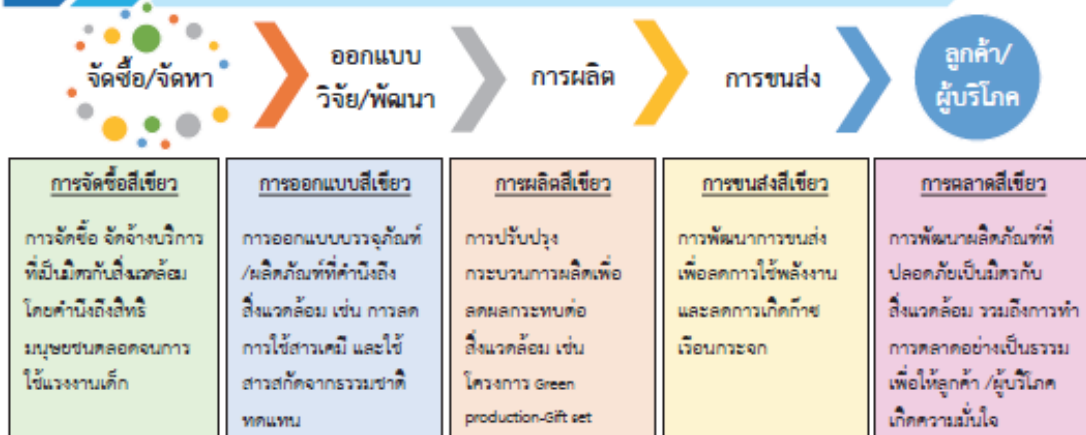 จัดซื้อ/จัดหา
ออกแบบ
วิจัย/พัฒนา
การผลิต
การขนส่ง
ลูกค้า/
ผู้บริโภค
การจัดซื้อสีเขียว
การจัดซื้อ จัดจ้างบริการ
ที่เป็นมิตรกับสิ่งแวดล้อม
โดยคำนึงถึงสิทธิ
มนุษยชนตลอดจนการ
ใช้แรงงานเด็ก
การออกแบบสีเขียว
การออกแบบบรรจุภัณฑ์
/ผลิตภัณฑ์ที่คำนึงถึง
สิ่งแวดล้อม เช่น การลด
การใช้สารเคมี และใช้
สารสกัดจากธรรมชาติ
ทดแทน
การผลิตสีเขียว
การปรับปรุง
กระบวนการผลิตเพื่อ
ลดผลกระทบต่อ
สิ่งแวดล้อม เช่น
โครงการ Green
production-Gift set
การขนส่งสีเขียว
การพัฒนาการขนส่ง
เพื่อลดการใช้พลังงาน
และลดการเกิดก๊าซ
เรือนกระจก
การตลาดสีเขียว
การพัฒนาผลิตภัณฑ์ที่
ปลอดภัยเป็นมิตรกับ
สิ่งแวดล้อม รวมถึงการทำ
การตลาดอย่างเป็นธรรม
เพื่อให้ลูกค้า /ผู้บริโภค
เกิดความมั่นใจ